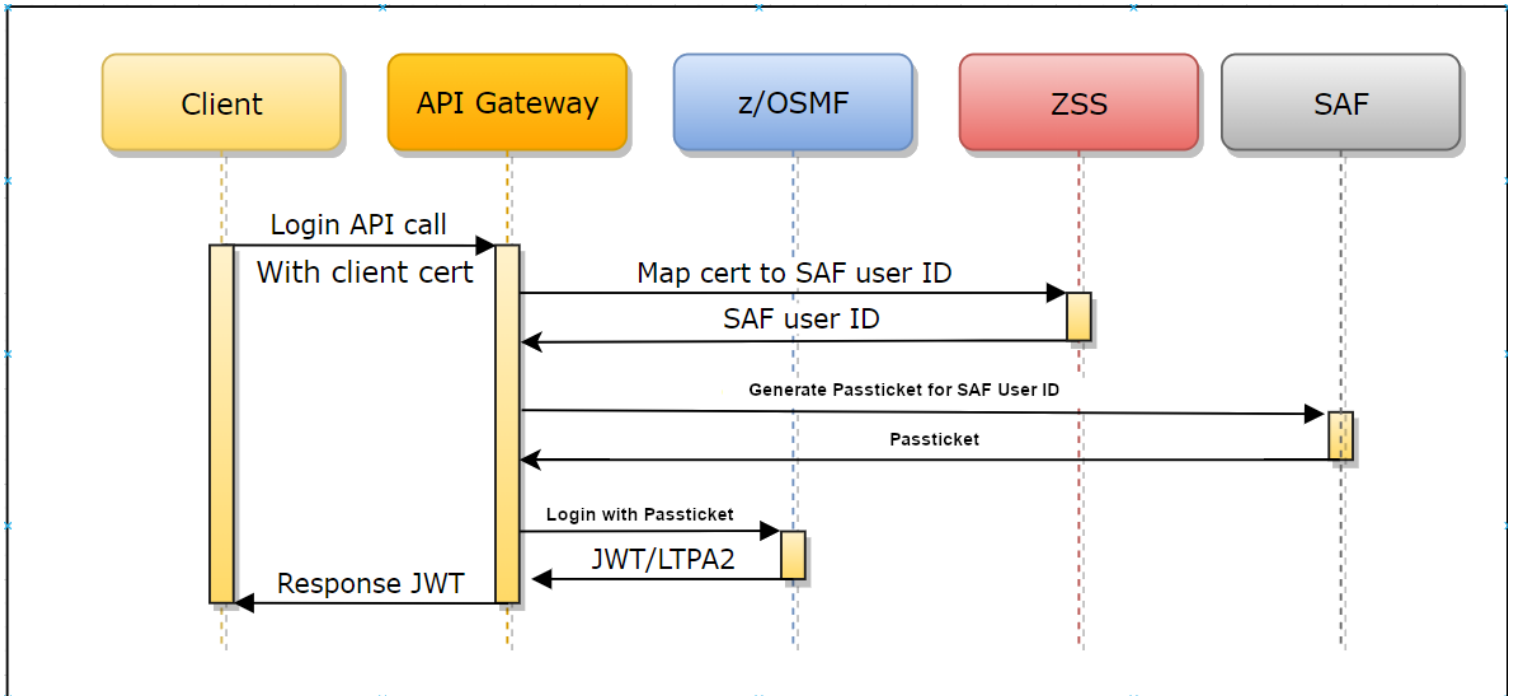 Client
API Gateway
z/OSMF
ZSS
SAF
Login API call
With client cert
Map cert to SAF user ID
SAF user ID
Generate Passticket for SAF User ID
Passticket
Login with Passticket
JWT/LTPA2
Response JWT